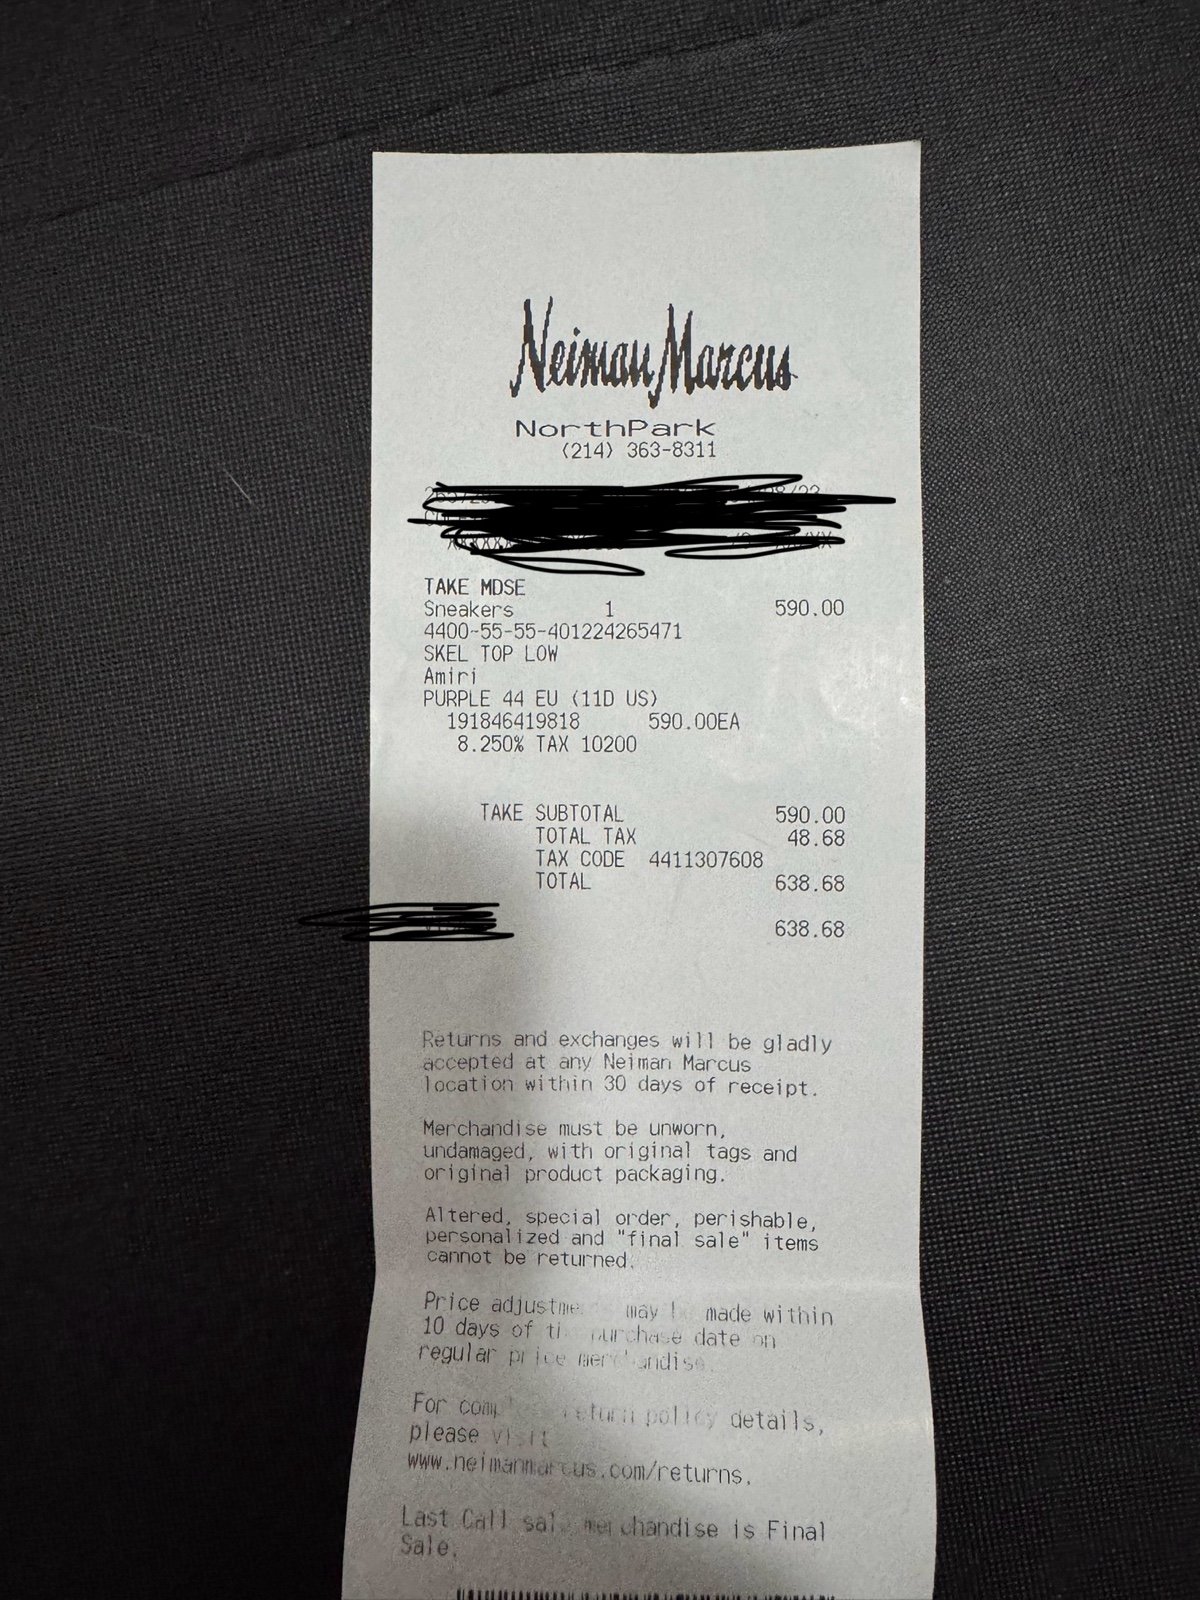 Neiman Marcus
NorthPark
(214) 363-8311
TAKE MDSE
Sneakers 1 590.00
4400-55-55-401224265471
SKEL TOP LOW
Amiri
PURPLE 44 EU (11D US)
191846419818 590.00EA
8.250% TAX 10200
TAKE SUBTOTAL 590.00
TOTAL TAX 48.68
TAX CODE 4411307608
TOTAL 638.68
638.68
Returns and exchanges will be gladly
accepted at any Neiman Marcus
location within 30 days of receipt.
Merchandise must be unworn,
undamaged, with original tags and
original product packaging.
Altered, special order, perishable,
personalized and "final sale" items
cannot be returned.
Price may made within
10 days of purchase date on
regular price merchandise.
For return policy details,
please visit
www.neimanmarcus.com/returns.
Last Call sale merchandise is Final
Sale.